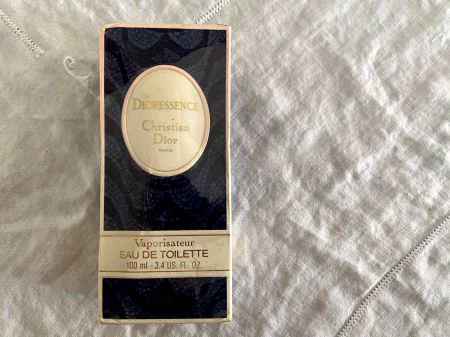 DIORESSENCE
Christian
Dior
PARIS
Vaporisateur
EAU DE TOILETTE
100 ml - 3.4 US. FL. OZ.